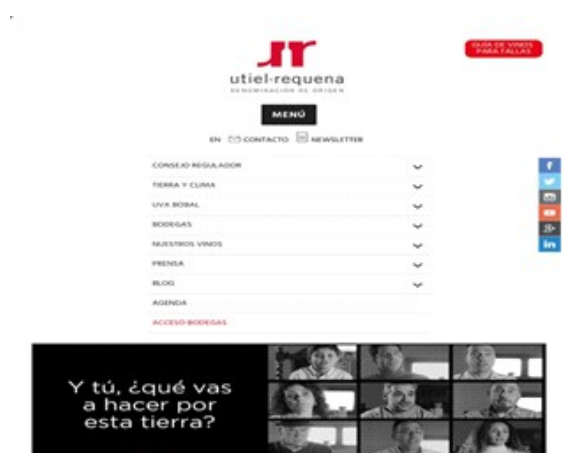 GUÍA DE VINOS
PARA FALLAS
utiel-requena
DENOMINACIÓN DE ORIGEN
MENÚ
EN CONTACTO NEWSLETTER
CONSEJO REGULADOR
TIERRA Y CLIMA
UVA BOBAL
BODEGAS
NUESTROS VINOS
PRENSA
BLOG
AGENDA
ACCESO BODEGAS
Y tú, ¿qué vas
a hacer por
esta tierra?